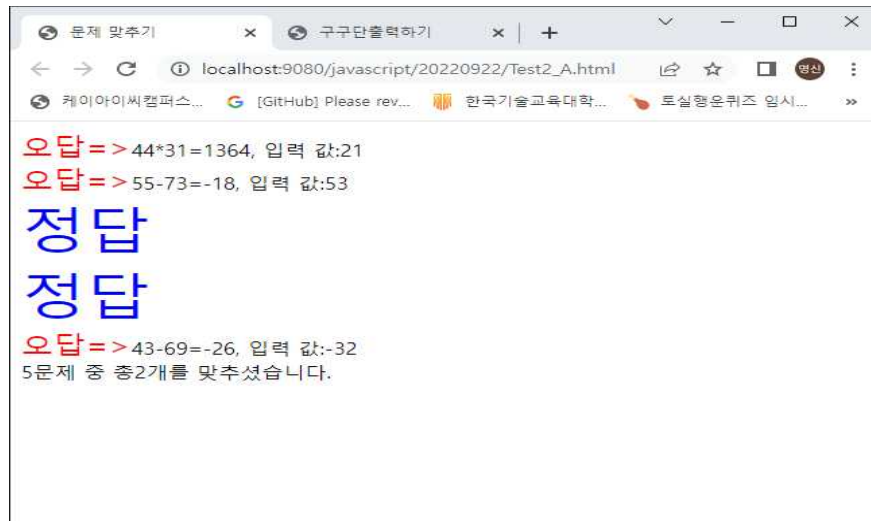 문제 맞추기
구구단출력하기
localhost:9080/javascript/20220922/Test2_A.html
명신
케이아이씨캠퍼스...
[GitHub] Please rev...
한국기술교육대학...
토실행운퀴즈 임시...
오답=>44*31=1364, 입력 값:21
오답=>55-73=-18, 입력 값:53
정답
정답
오답=>43-69=-26, 입력 값:-32
5문제 중 총2개를 맞추셨습니다.